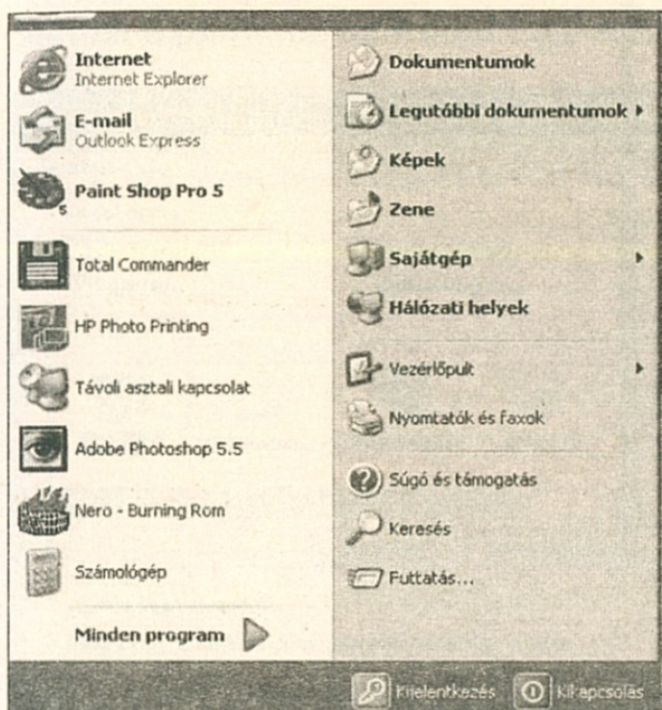 Internet
Internet Explorer
E-mail
Outlook Express
Paint Shop Pro 5
5
Total Commander
HP Photo Printing
Távoli asztali kapcsolat
Adobe Photoshop 5.5
Nero - Burning Rom
Számológép
Minden program
Dokumentumok
Legutóbbi dokumentumok
Képek
Zene
Sajátgép
Hálózati helyek
Vezérlőpult
Nyomtatók és faxok
Súgó és támogatás
Keresés
Futtatás...
Kijelentkezés
Kikapcsolás